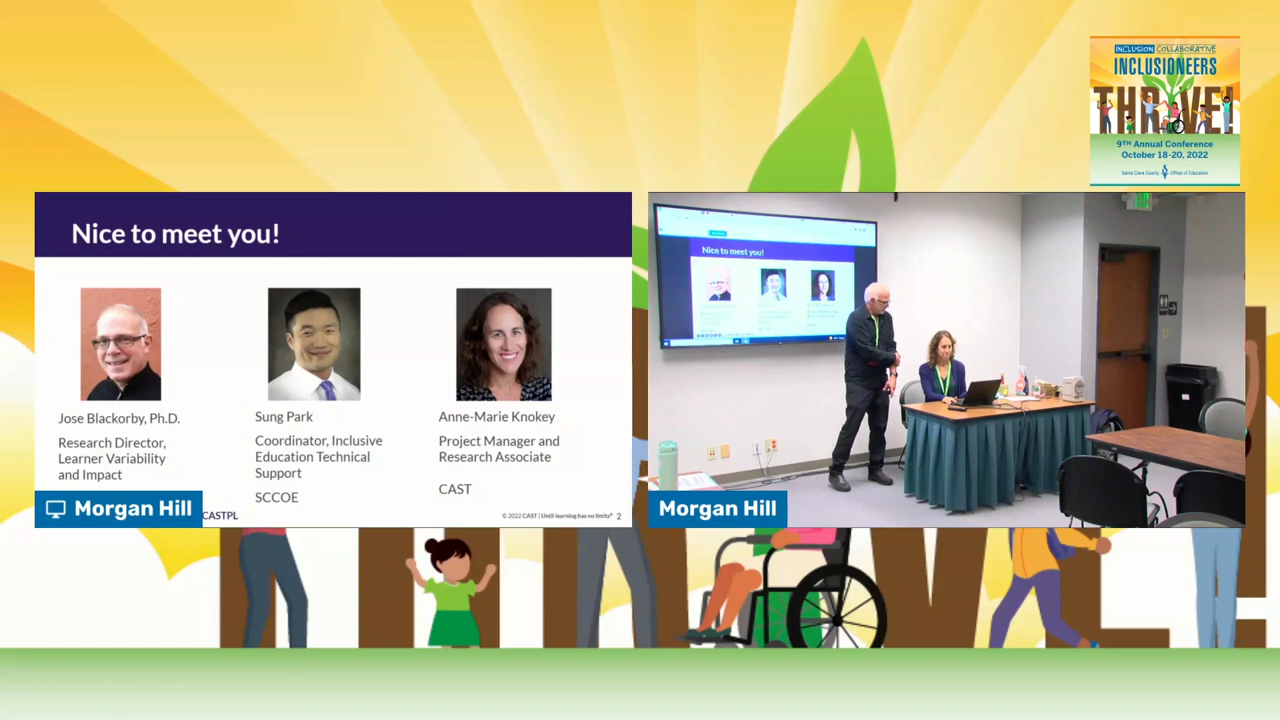 INCLUSION COLLABORATIVE
INCLUSIONEERS
THRIVE!
9TH Annual Conference
October 18-20, 2022
Santa Clara County Office of Education
Nice to meet you!
Jose Blackorby, Ph.D.
Research Director,
Learner Variability
and Impact
Sung Park
Coordinator, Inclusive
Education Technical
Support
SCCOE
Anne-Marie Knokey
Project Manager and
Research Associate
CAST
Morgan Hill
CASTPL
© 2022 CAST | Until learning has no limits® 2
Nice to meet you!
Morgan Hill